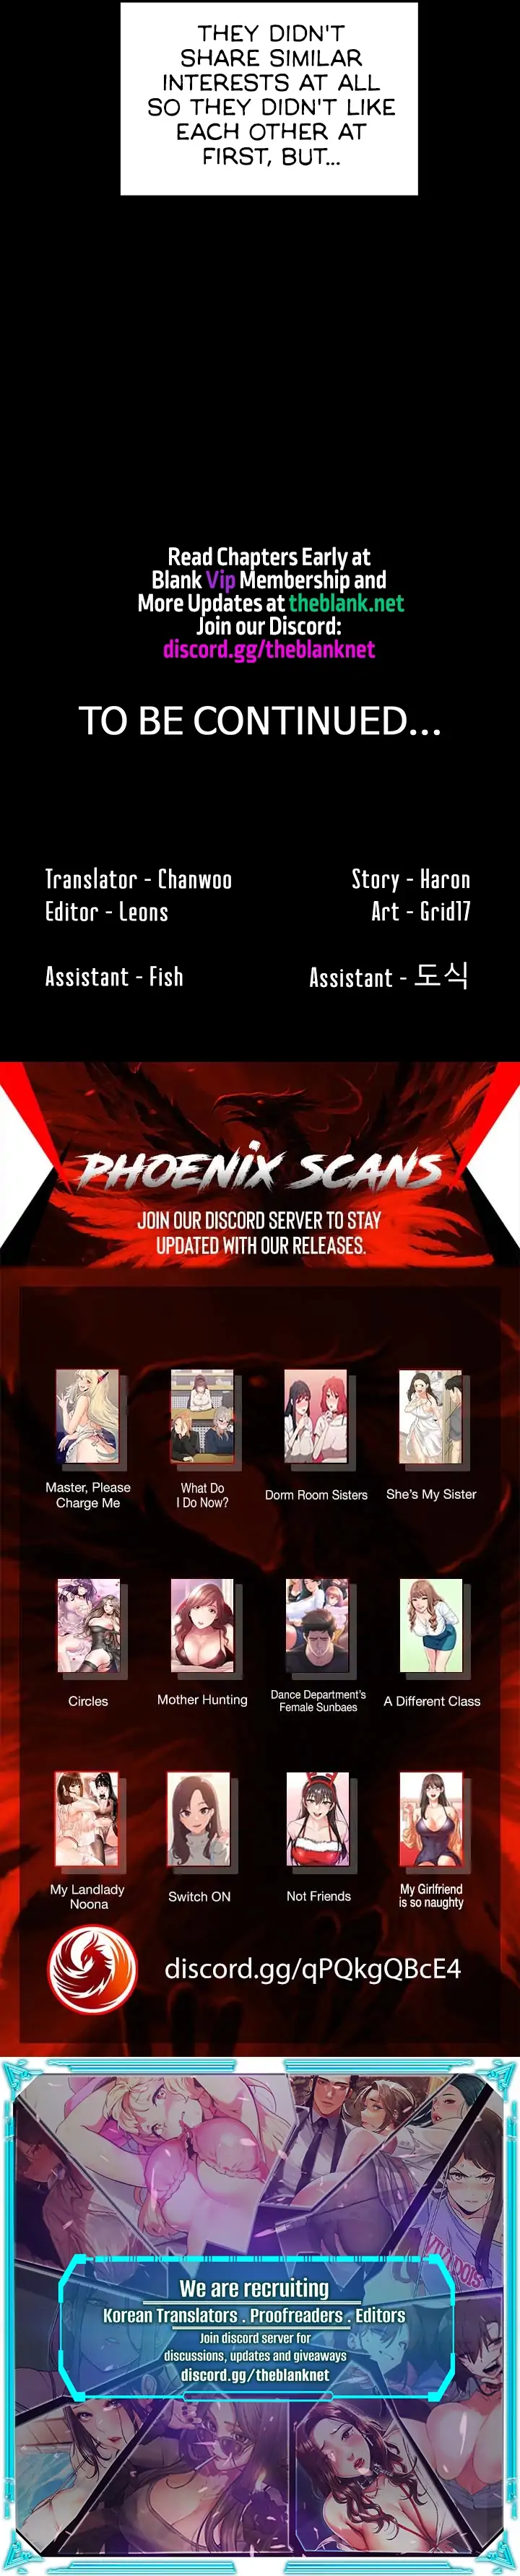 THEY DIDN'T
SHARE SIMILAR
INTERESTS AT ALL
SO THEY DIDN'T LIKE
EACH OTHER AT
FIRST, BUT...
Read Chapters Early at
Blank Vip Membership and
More Updates at theblank.net
Join our Discord:
discord.gg/theblanknet
TO BE CONTINUED...
Translator - Chanwoo
Story - Haron
Editor - Leons
Art - Grid17
Assistant - Fish
Assistant - 도식
PHOENIX SCANS
JOIN OUR DISCORD SERVER TO STAY
UPDATED WITH OUR RELEASES.
Master, Please
Charge Me
What Do
I Do Now?
Dorm Room Sisters
She's My Sister
Circles
Mother Hunting
Dance Department's
Female Sunbaes
A Different Class
My Landlady
Noona
Switch ON
Not Friends
My Girlfriend
is so naughty
discord.gg/qPQkgQBcE4
We are recruiting
Korean Translators . Proofreaders . Editors
Join discord server for
discussions, updates and giveaways
discord.gg/theblanknet